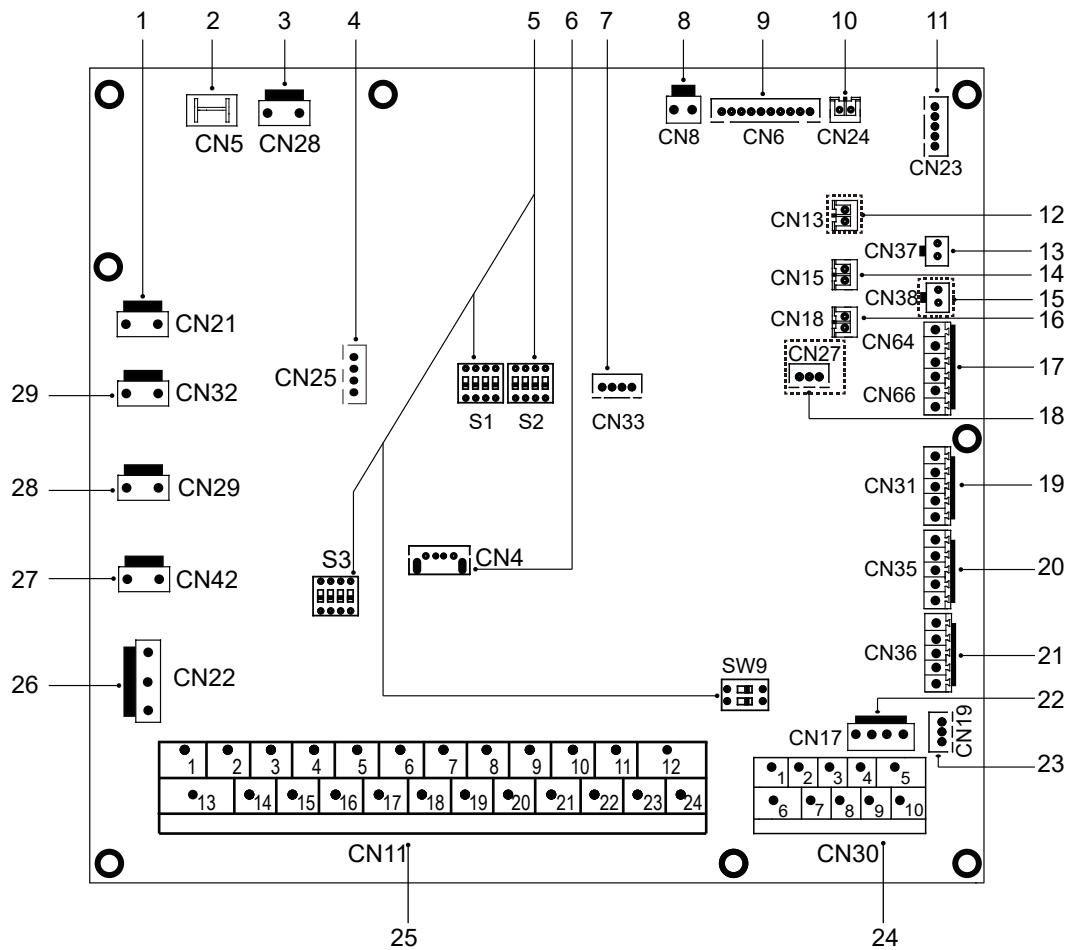 1 2 3 4 5 6 7 8 9 10 11
CN5 CN28 CN8 CN6 CN24
CN23
CN13 12
CN37 13
CN15 14
CN38 15
CN18 16
CN21 CN64
CN27
CN25 17
29 CN32 CN66
S1 S2 CN33 18
28 CN29 CN31 19
S3 CN4
27 CN42 CN35 20
26 CN22 SW9 CN36 21
22
CN17 CN19
23
1 2 3 4 5 6 7 8 9 10 11 12
1 2 3 4 5
13 14 15 16 17 18 19 20 21 22 23 24
6 7 8 9 10
CN11 CN30
25 24